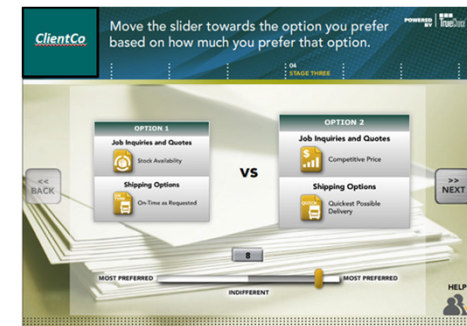 ClientCo
Move the slider towards the option you prefer
based on how much you prefer that option.
POWERED
BY
04
STAGE THREE
OPTION 1
Job Inquiries and Quotes
Stock Availability
Shipping Options
On-Time as Requested
VS
OPTION 2
Job Inquiries and Quotes
Competitive Price
Shipping Options
Quickest Possible
Delivery
<<
BACK
>>
NEXT
8
MOST PREFERRED
MOST PREFERRED
INDIFFERENT
HELP